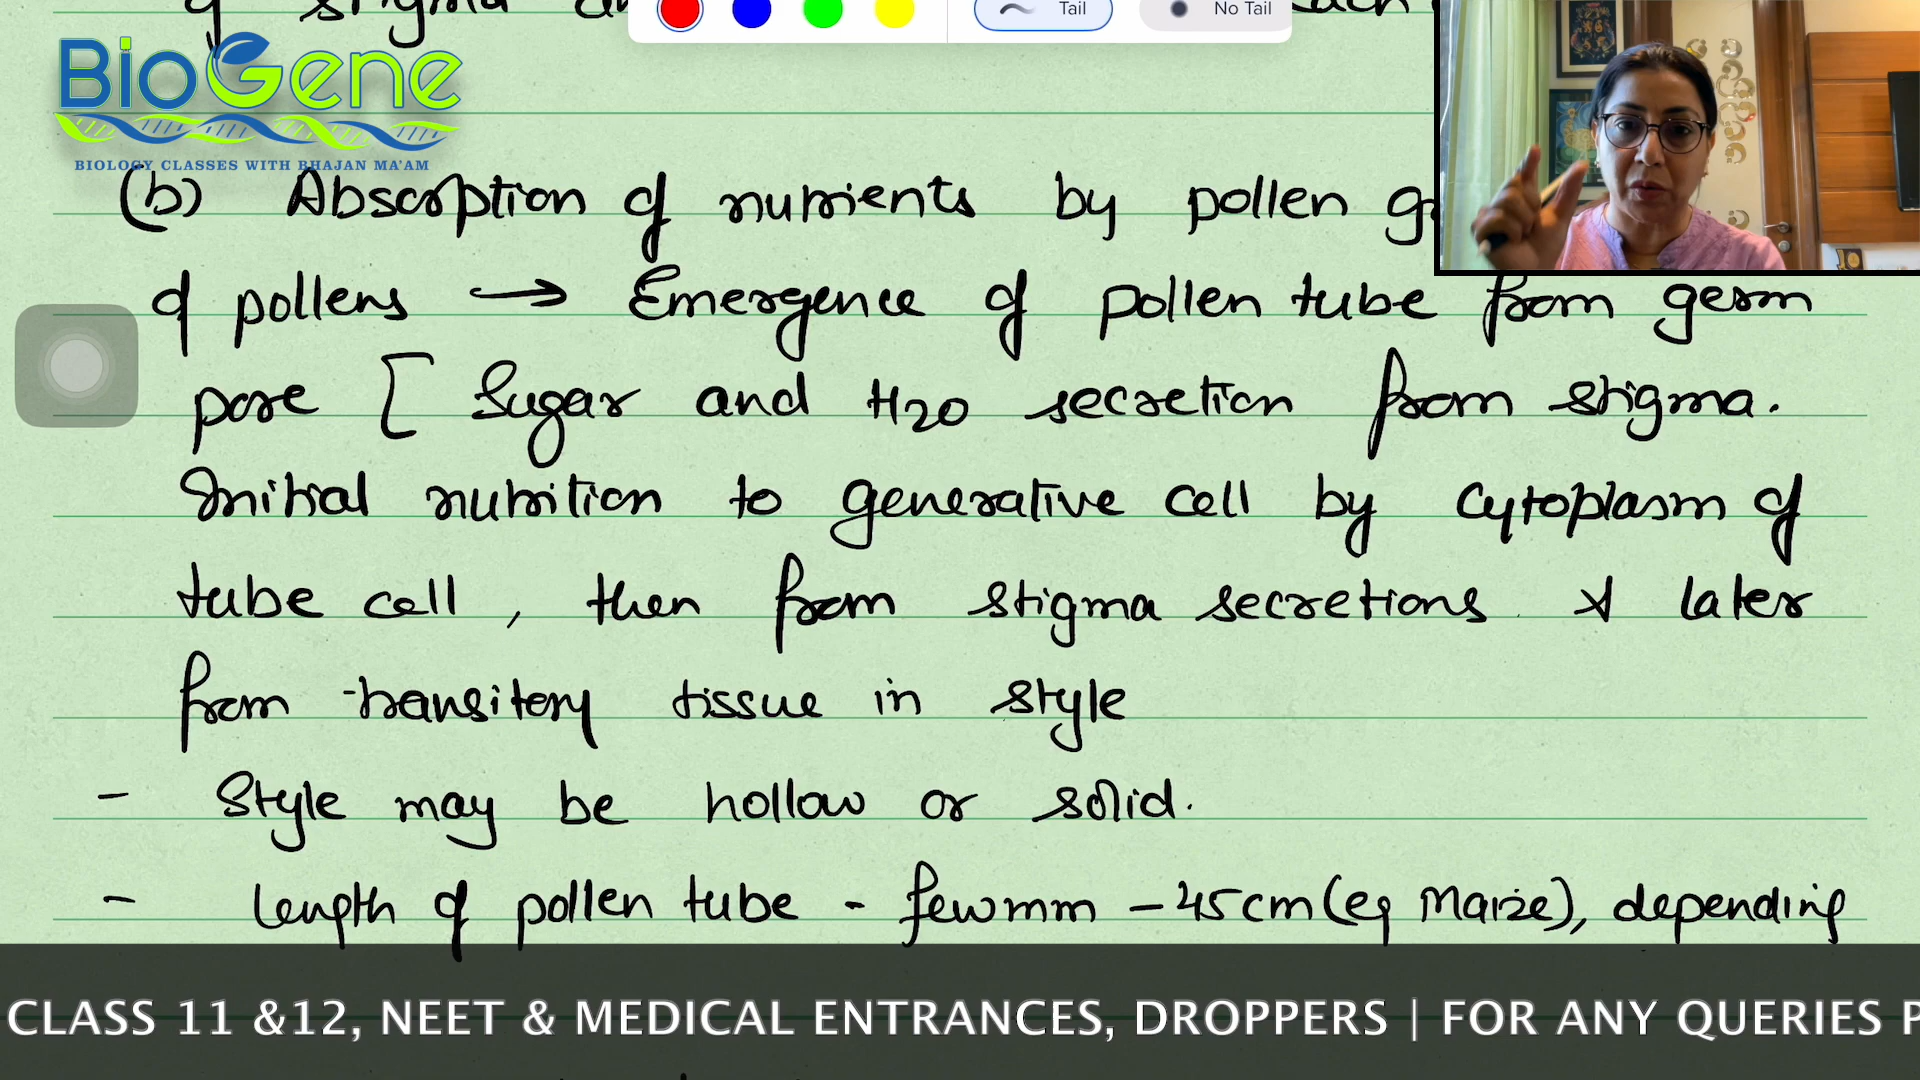 of stigma
Tail
No Tail
BioGene
BIOLOGY CLASSES WITH BHAJAN MA'AM
(b) Absorption of nutrients by pollen
of pollens → Emergence of pollen tube from germ
pore [ Sugar and H2O secretion from stigma.
Initial nutrition to generative cell by cytoplasm of
tube cell, then from stigma secretions & later
from transitory tissue in style
- Style may be hollow or solid.
- length of pollen tube - few mm - 45 cm (eg Maize), depending
CLASS 11 &12, NEET & MEDICAL ENTRANCES, DROPPERS | FOR ANY QUERIES P